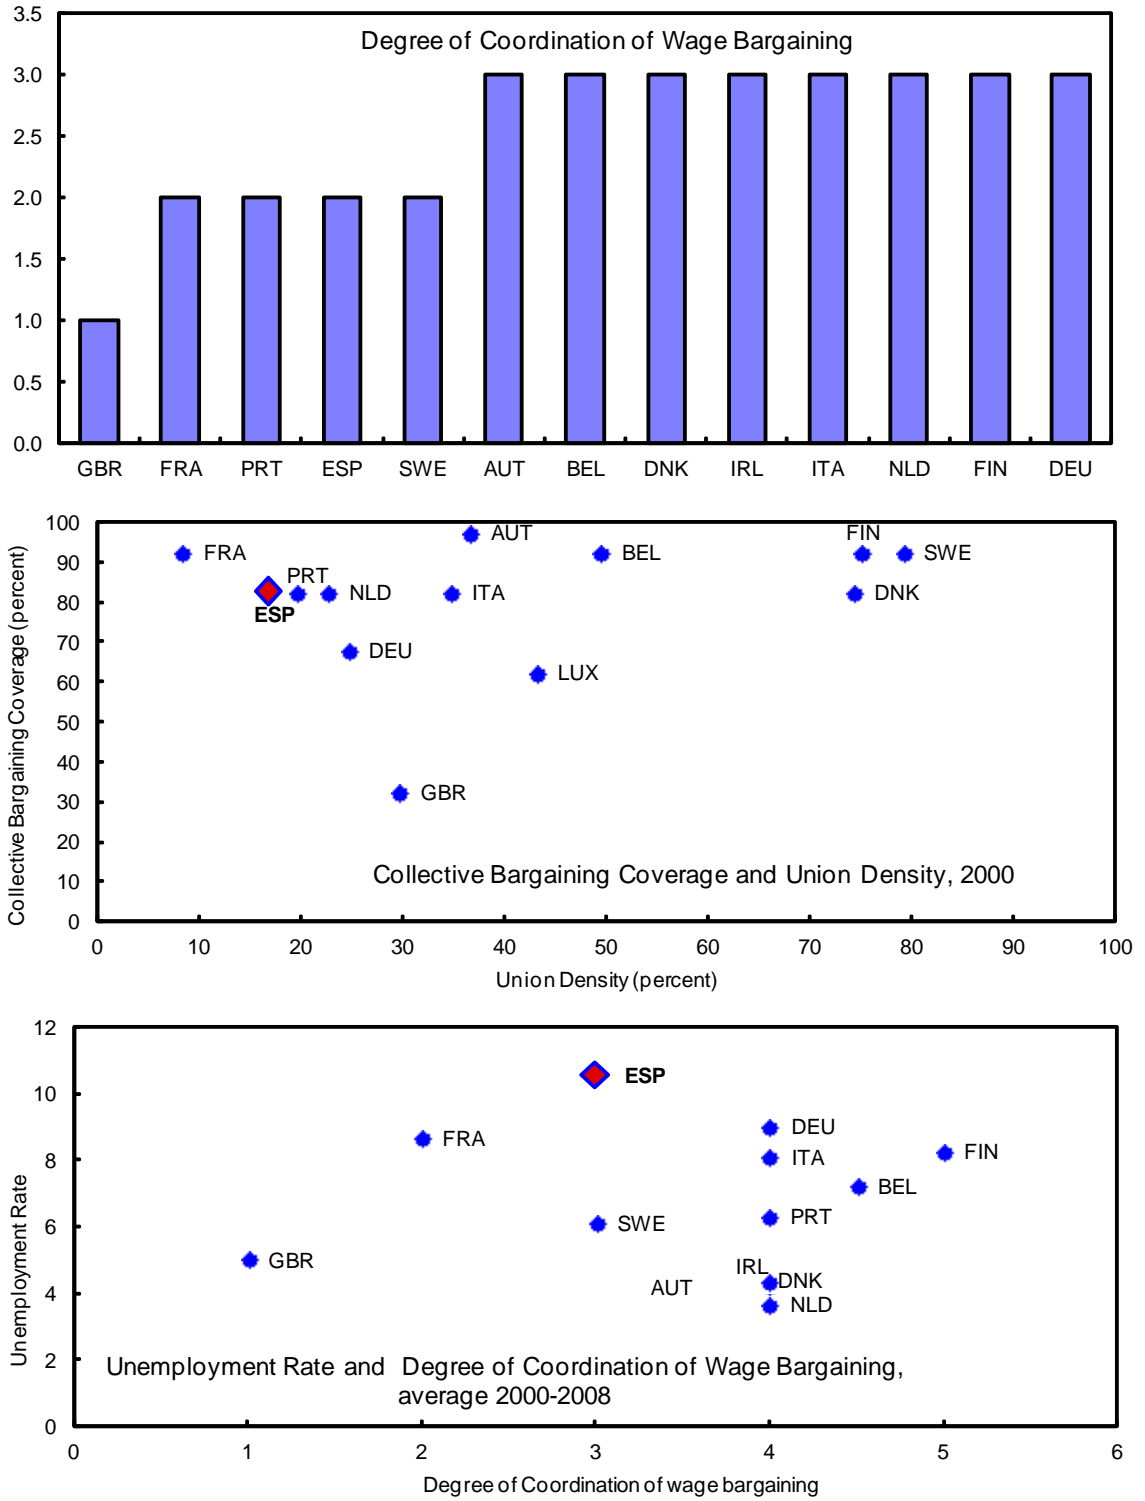 Degree of Coordination of Wage Bargaining
3.5
3.0
2.5
2.0
1.5
1.0
0.5
0.0
GBR FRA PRT ESP SWE AUT BEL DNK IRL ITA NLD FIN DEU
Collective Bargaining Coverage (percent)
100
90
80
70
60
50
40
30
20
10
0
AUT
FIN
FRA
BEL
SWE
PRT
NLD
ITA
DNK
ESP
DEU
LUX
GBR
Collective Bargaining Coverage and Union Density, 2000
0 10 20 30 40 50 60 70 80 90 100
Union Density (percent)
Unemployment Rate
12
10
8
6
4
2
0
ESP
DEU
FRA
ITA
FIN
BEL
PRT
SWE
GBR
IRL
DNK
AUT
NLD
Unemployment Rate and Degree of Coordination of Wage Bargaining,
average 2000-2008
0 1 2 3 4 5 6
Degree of Coordination of wage bargaining